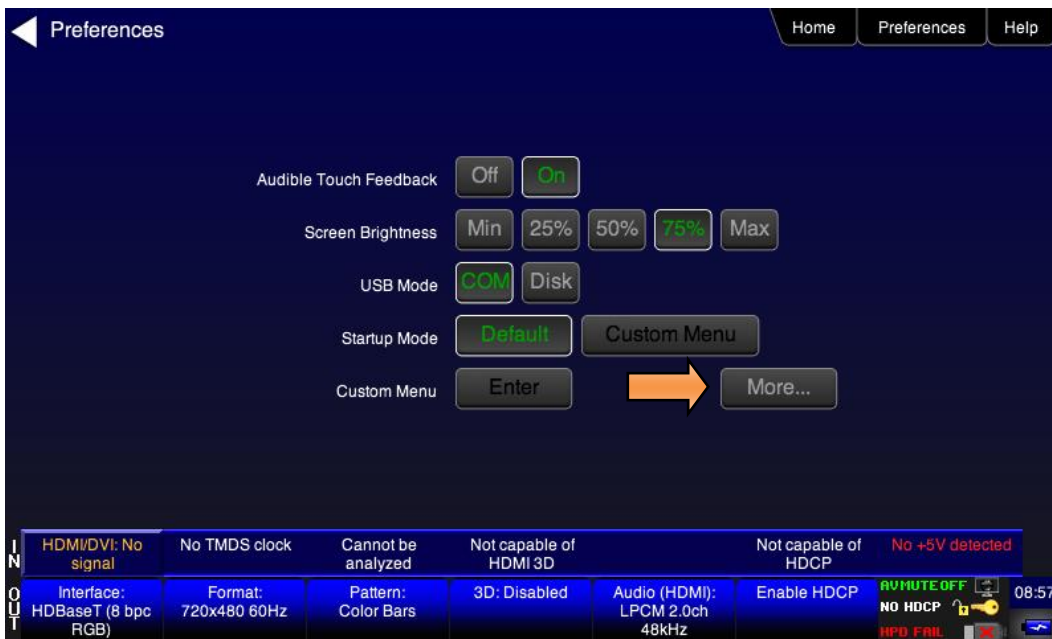 Preferences
Home Preferences Help
Audible Touch Feedback Off On
Screen Brightness Min 25% 50% 75% Max
USB Mode COM Disk
Startup Mode Default Custom Menu
Custom Menu Enter More...
IN
HDMI/DVI: No
signal
No TMDS clock
Cannot be
analyzed
Not capable of
HDMI 3D
Not capable of
HDCP
No +5V detected
OUT
Interface:
HDBaseT (8 bpc
RGB)
Format:
720x480 60Hz
Pattern:
Color Bars
3D: Disabled
Audio (HDMI):
LPCM 2.0ch
48kHz
Enable HDCP
AVMUTE OFF
NO HDCP
HPD FAIL
08:57